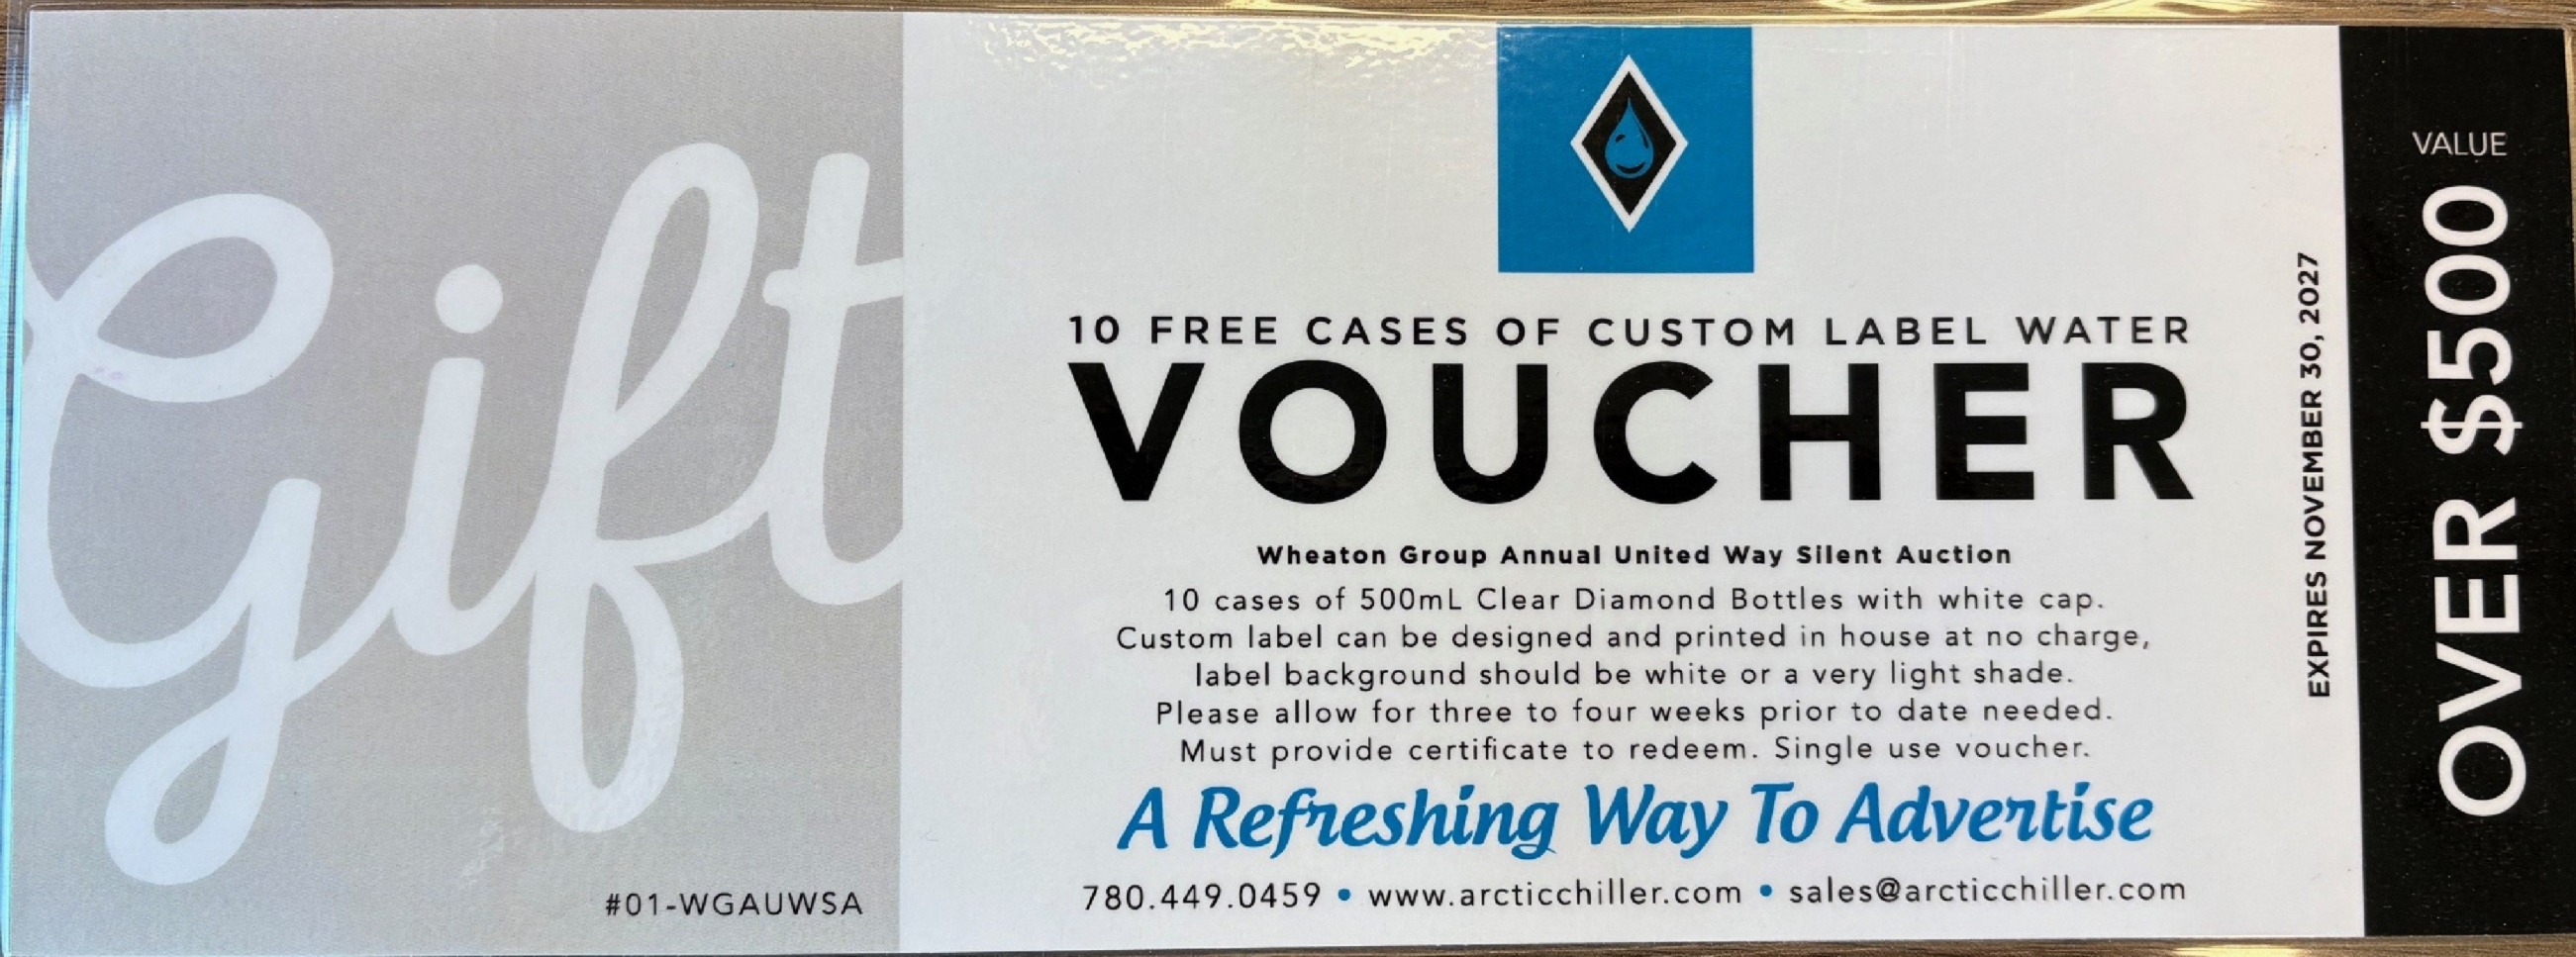 Gift
#01-WGAUWSA
10 FREE CASES OF CUSTOM LABEL WATER
VOUCHER
Wheaton Group Annual United Way Silent Auction
10 cases of 500mL Clear Diamond Bottles with white cap.
Custom label can be designed and printed in house at no charge,
label background should be white or a very light shade.
Please allow for three to four weeks prior to date needed.
Must provide certificate to redeem. Single use voucher.
A Refreshing Way To Advertise
780.449.0459 • www.arcticchiller.com • sales@arcticchiller.com
EXPIRES NOVEMBER 30, 2027
VALUE
OVER $500